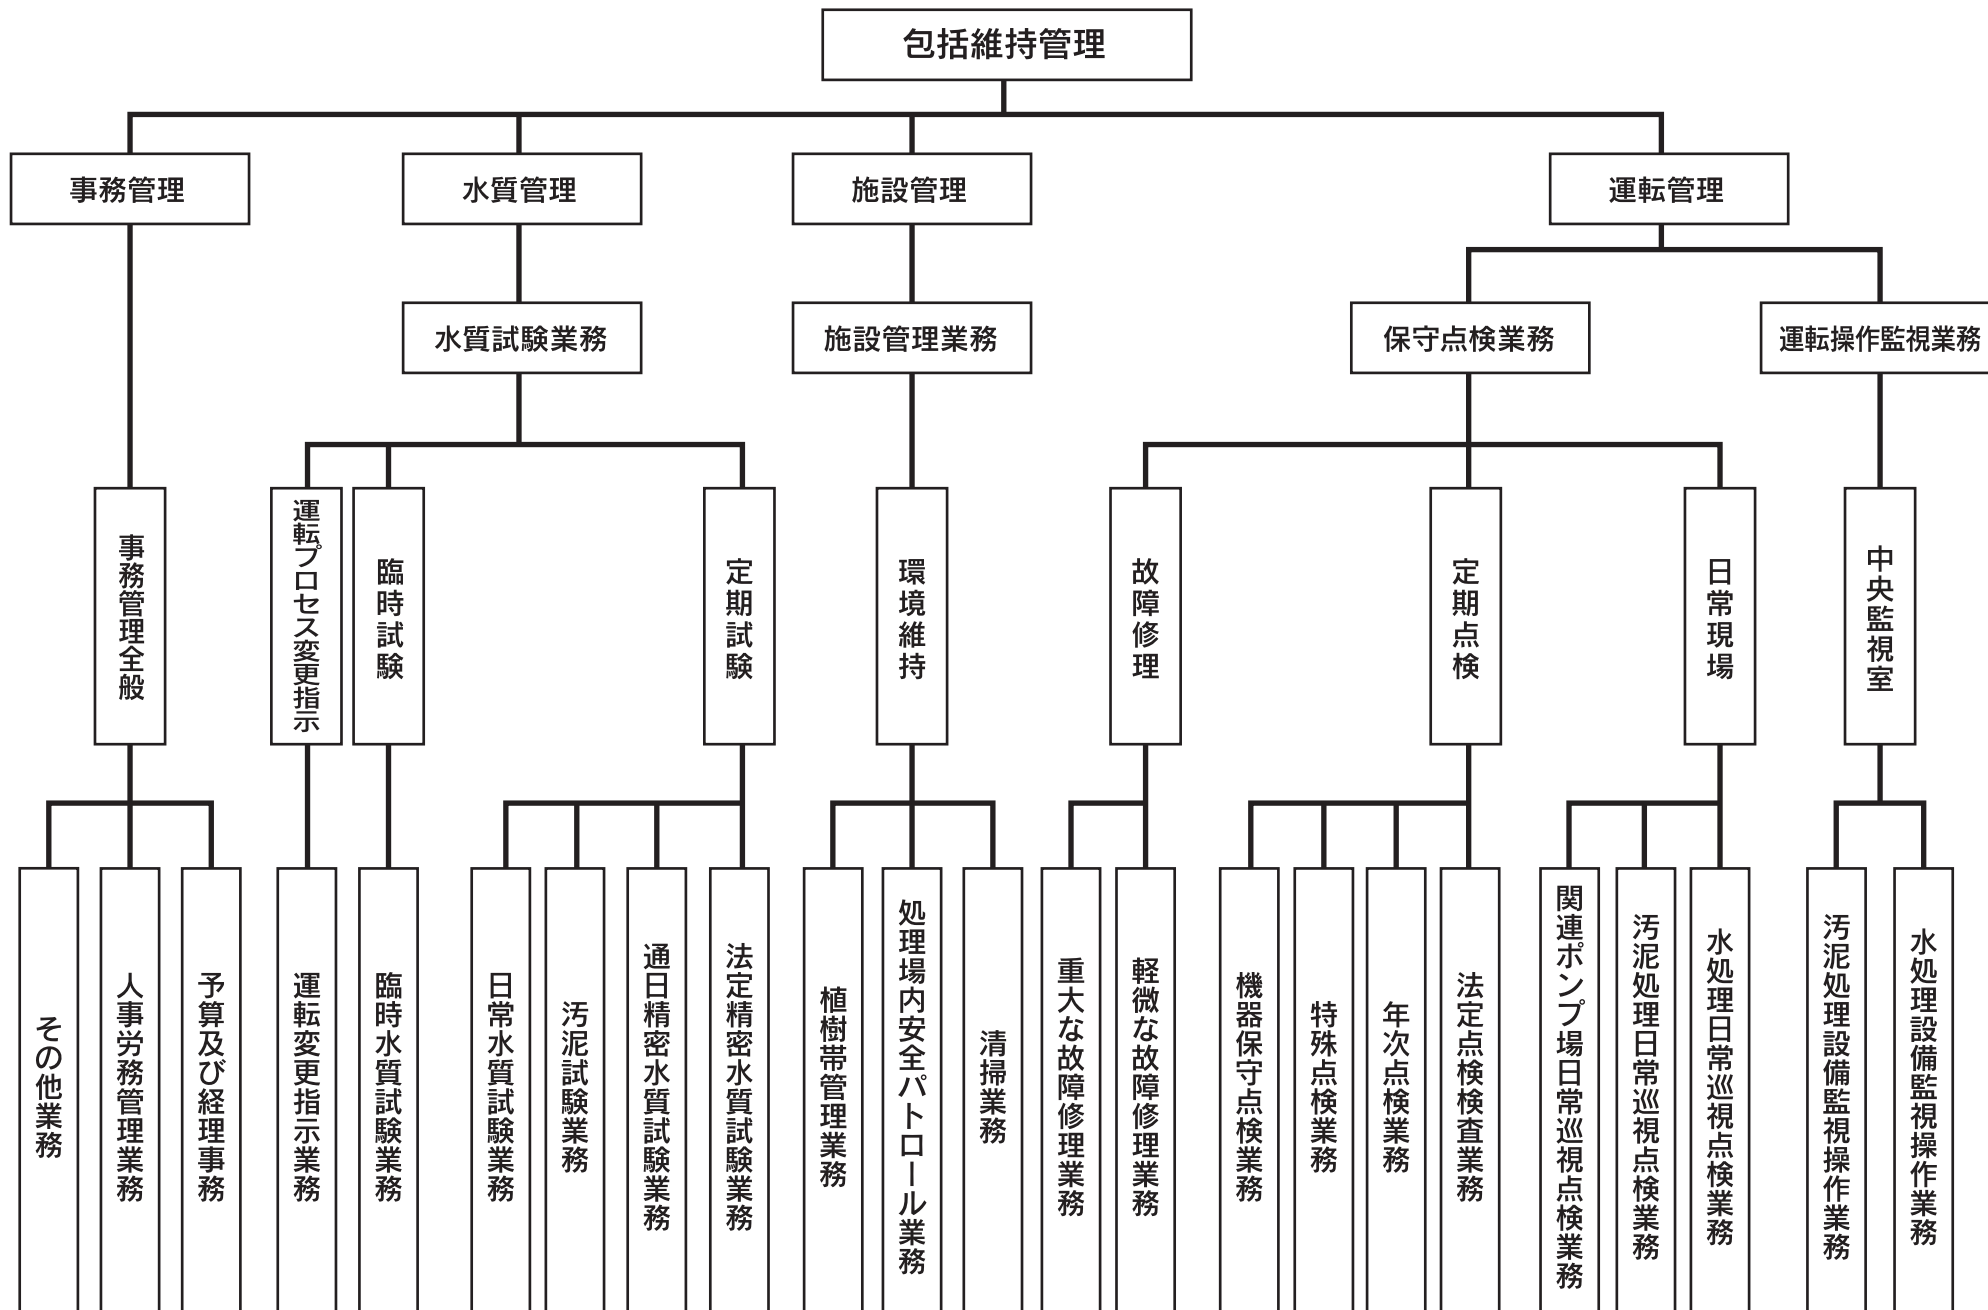 包括維持管理
事務管理
水質管理
施設管理
運転管理
水質試験業務
施設管理業務
保守点検業務
運転操作監視業務
事務管理全般
運転プロセス変更指示
臨時試験
定期試験
環境維持
故障修理
定期点検
日常現場
中央監視室
その他業務
人事労務管理業務
予算及び経理事務
運転変更指示業務
臨時水質試験業務
日常水質試験業務
汚泥試験業務
通日精密水質試験業務
法定精密水質試験業務
植樹帯管理業務
処理場内安全パトロール業務
清掃業務
重大な故障修理業務
軽微な故障修理業務
機器保守点検業務
特殊点検業務
年次点検業務
法定点検検査業務
関連ポンプ場日常巡視点検業務
汚泥処理日常巡視点検業務
水処理日常巡視点検業務
汚泥処理設備監視操作業務
水処理設備監視操作業務